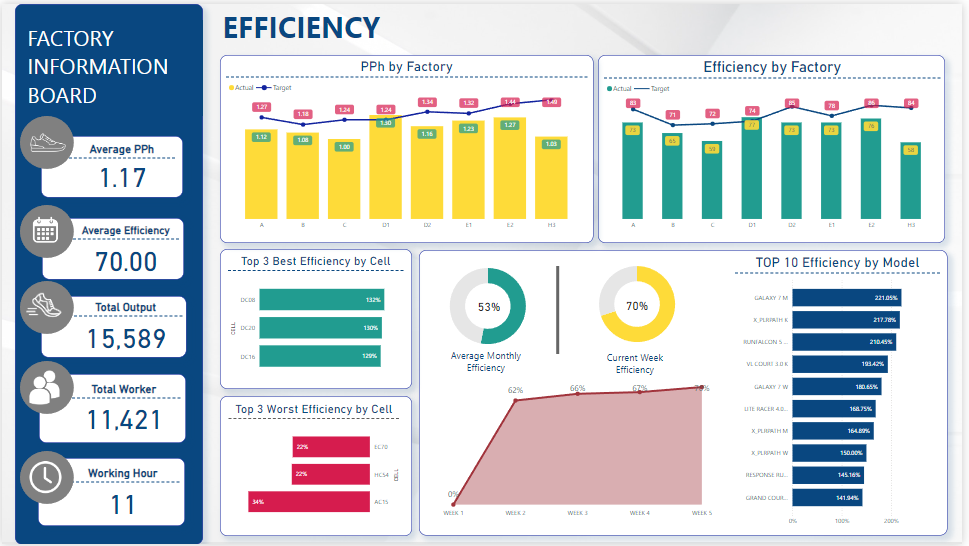 FACTORY
INFORMATION
BOARD
Average PPh
1.17
Average Efficiency
70.00
Total Output
15,589
Total Worker
11,421
Working Hour
11
EFFICIENCY
PPh by Factory
Actual Target
1.27 1.18 1.24 1.24 1.34 1.32 1.44 1.48
1.12 1.08 1.00 1.30 1.16 1.23 1.27 1.03
A B C D1 D2 E1 E2 H3
Efficiency by Factory
Actual Target
83 71 72 74 85 78 86 84
73 65 59 77 73 73 76 58
A B C D1 D2 E1 E2 H3
Top 3 Best Efficiency by Cell
CELL
DC08 132%
DC20 130%
DC16 129%
Top 3 Worst Efficiency by Cell
22% EC70
22% HC54
34% AC15
CELL
53%
Average Monthly
Efficiency
70%
Current Week
Efficiency
0% 62% 66% 67%
WEEK 1 WEEK 2 WEEK 3 WEEK 4 WEEK 5
TOP 10 Efficiency by Model
GALAXY 7 M 221.05%
X_PLRPATH K 217.78%
RUNFALCON 5 ... 210.45%
VL COURT 3.0 K 193.42%
GALAXY 7 W 180.65%
LITE RACER 4.0... 168.75%
X_PLRPATH M 164.89%
X_PLRPATH W 150.00%
RESPONSE RU... 145.16%
GRAND COUR... 141.94%
0% 100% 200%